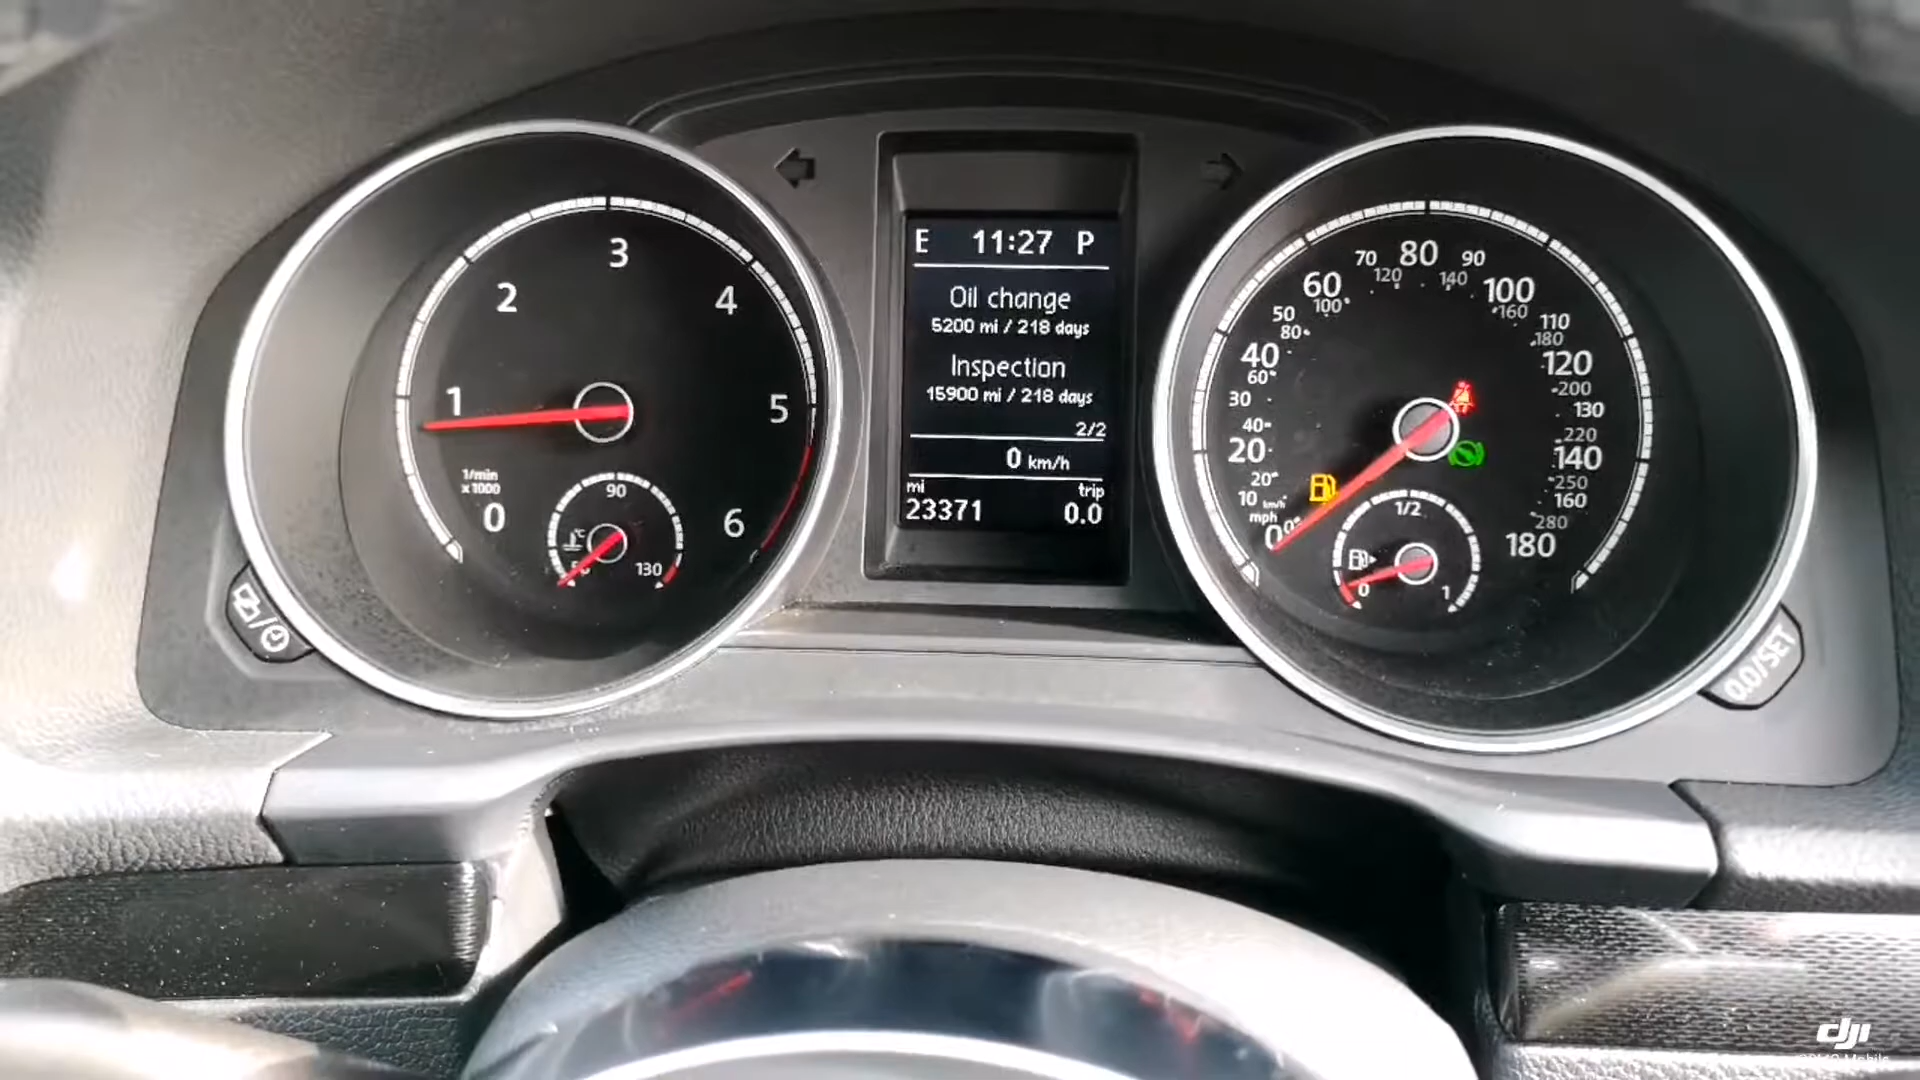 E 11:27 P
Oil change
5200 mi / 218 days
Inspection
15900 mi / 218 days
2/2
0 km/h
mi trip
23371 0.0
0 1 2 3 4 5 6
1/min
x1000
90
130
°C
0 20 40 60 80 100 120 140 180
10 30 50 70 90 110 130 160
20 40 60 80 100 120 140 160 180 200 220 250 280
km/h
mph
0 1/2 1
0.0/SET
dji